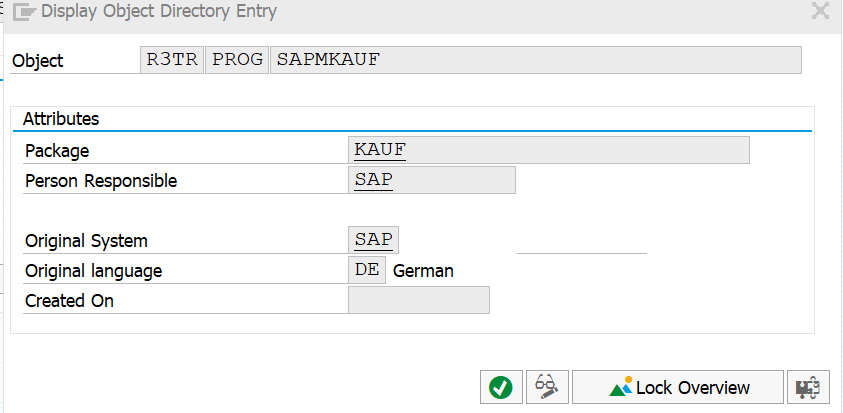 Display Object Directory Entry
Object R3TR PROG SAPMKAUF
Attributes
Package KAUF
Person Responsible SAP
Original System SAP
Original language DE German
Created On
Lock Overview